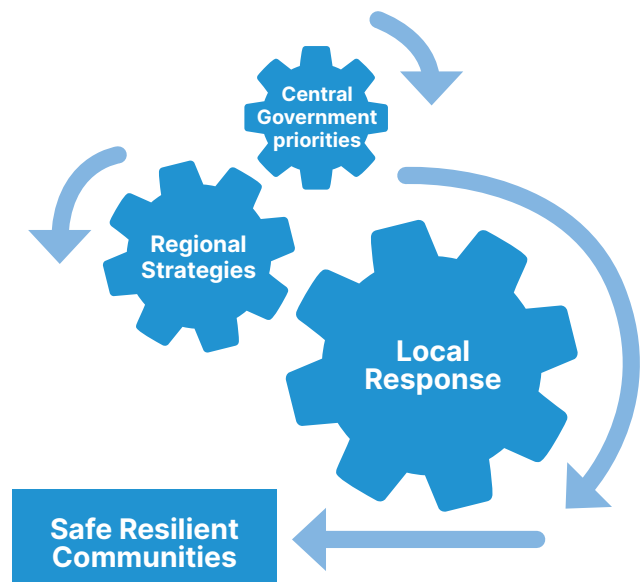 Central
Government
priorities
Regional
Strategies
Local
Response
Safe Resilient
Communities